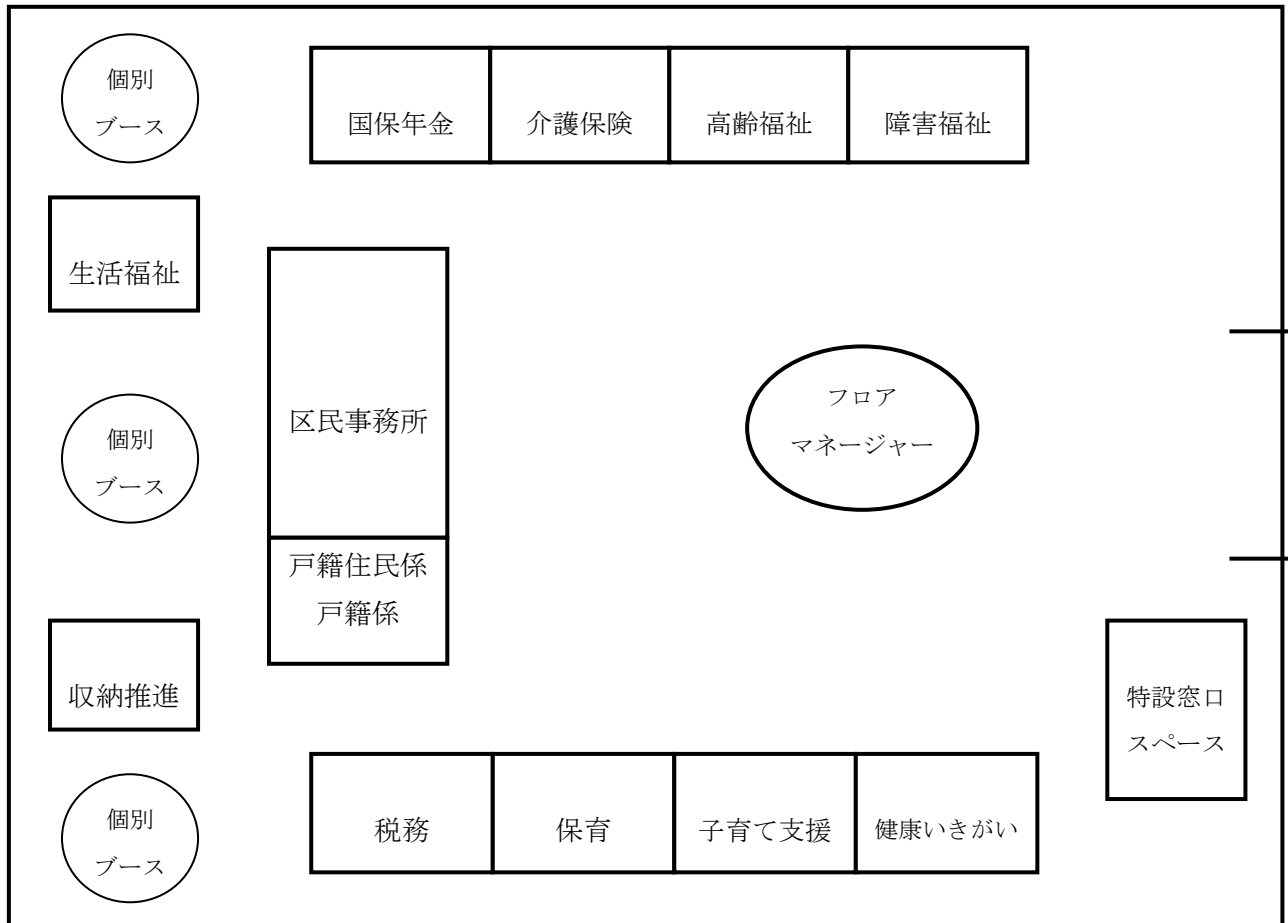 個別
ブース
国保年金
介護保険
高齢福祉
障害福祉
生活福祉
区民事務所
フロア
マネージャー
個別
ブース
戸籍住民係
戸籍係
収納推進
特設窓口
スペース
税務
保育
子育て支援
健康いきがい
個別
ブース